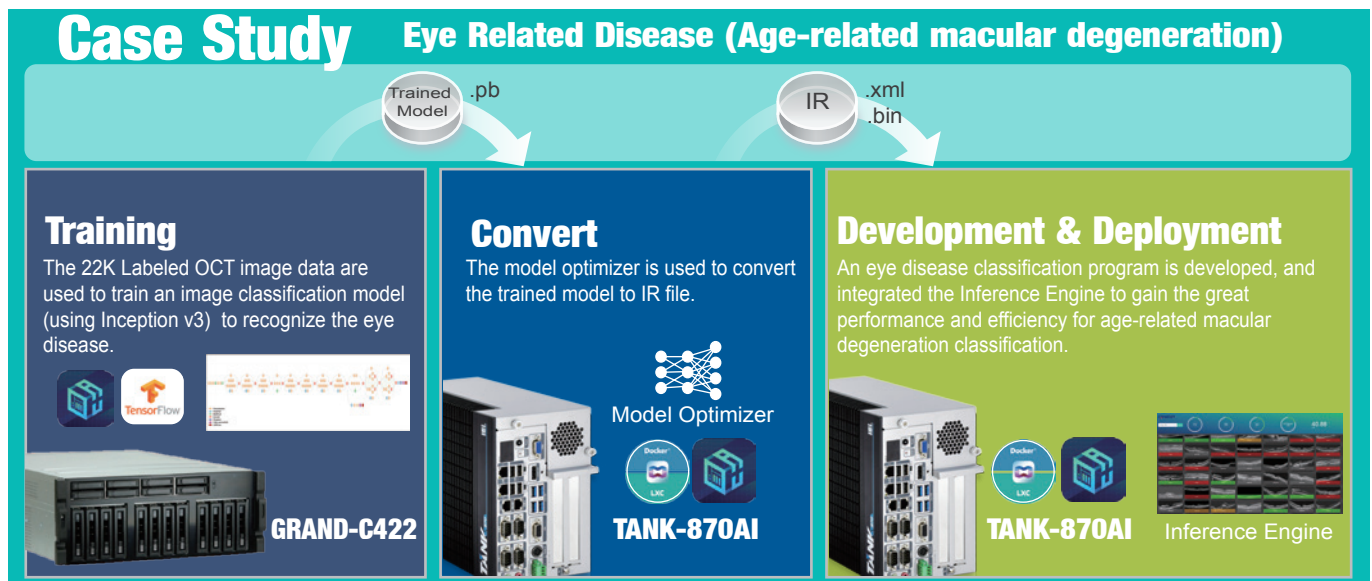 Case Study Eye Related Disease (Age-related macular degeneration)
Trained
Model
.pb
IR
.xml
.bin
Training
The 22K Labeled OCT image data are
used to train an image classification model
(using Inception v3) to recognize the eye
disease.
TensorFlow
GRAND-C422
Convert
The model optimizer is used to convert
the trained model to IR file.
Model Optimizer
Docker
LXC
TANK-870AI
TANK
Development & Deployment
An eye disease classification program is developed, and
integrated the Inference Engine to gain the great
performance and efficiency for age-related macular
degeneration classification.
Docker
LXC
TANK-870AI
TANK
Inference Engine